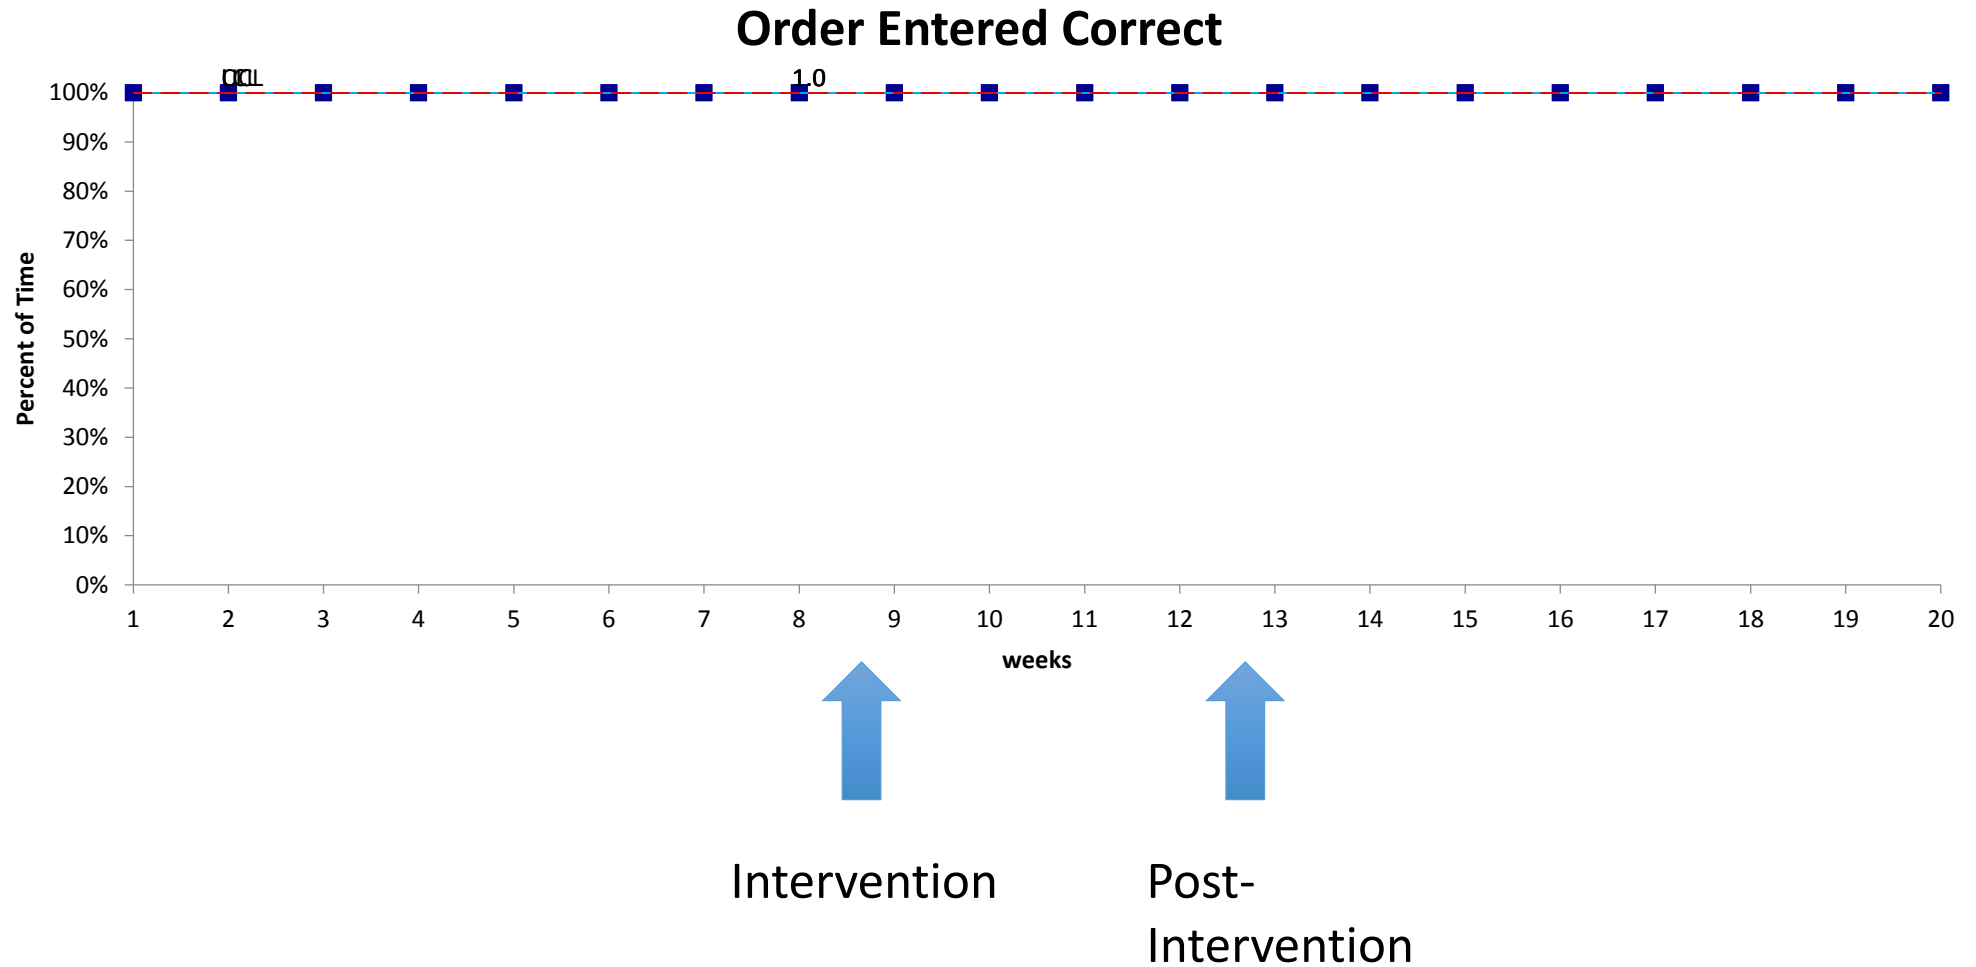 Order Entered Correct
1.0
100%
90%
80%
70%
60%
50%
40%
30%
20%
10%
0%
Percent of Time
1 2 3 4 5 6 7 8 9 10 11 12 13 14 15 16 17 18 19 20
weeks
Intervention
Post-
Intervention